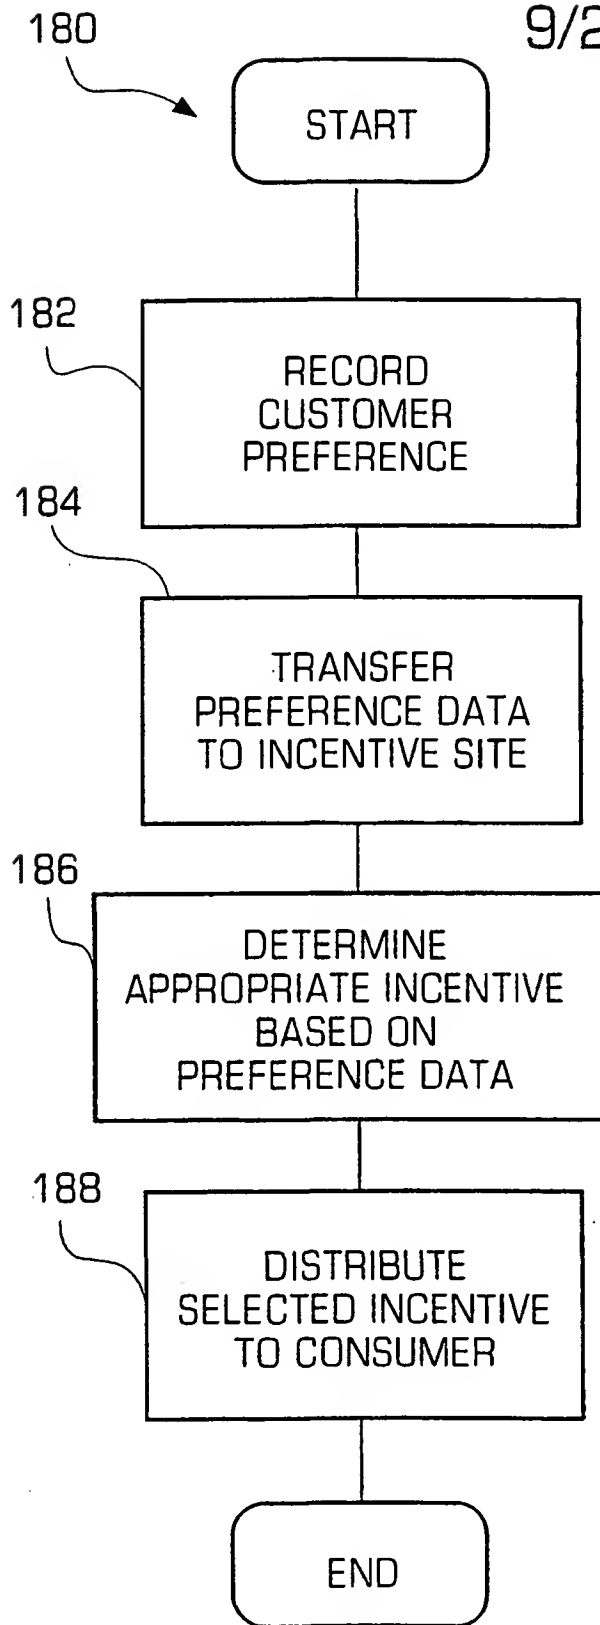 180
9/2
START
182
RECORD
CUSTOMER
PREFERENCE
184
TRANSFER
PREFERENCE DATA
TO INCENTIVE SITE
186
DETERMINE
APPROPRIATE INCENTIVE
BASED ON
PREFERENCE DATA
188
DISTRIBUTE
SELECTED INCENTIVE
TO CONSUMER
END